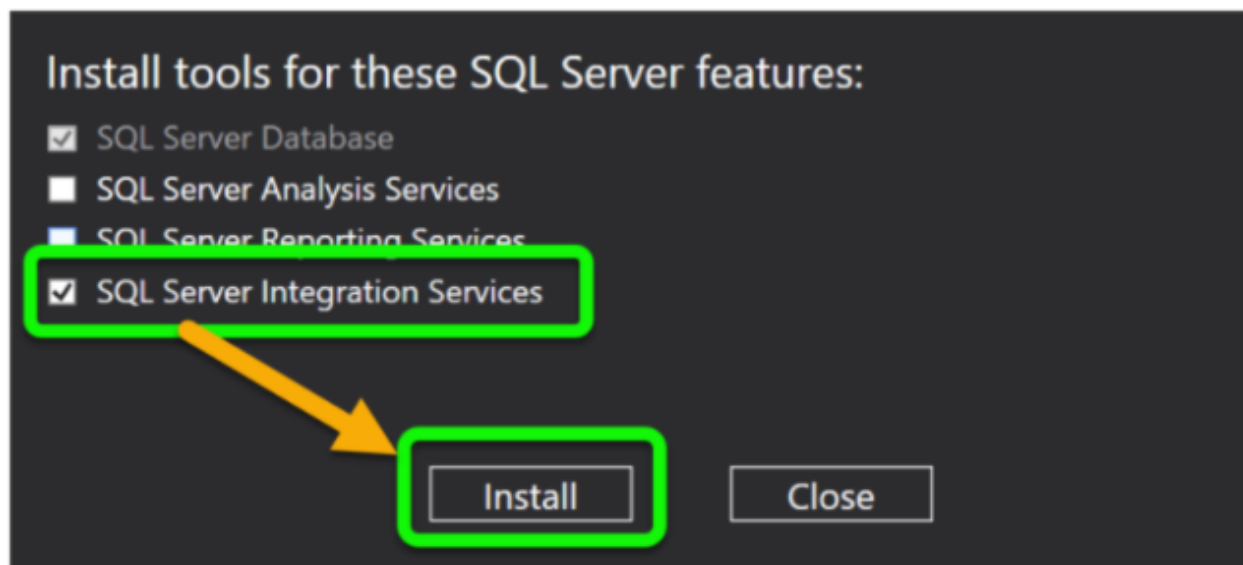 Install tools for these SQL Server features:
SQL Server Database
SQL Server Analysis Services
SQL Server Reporting Services
SQL Server Integration Services
Install
Close